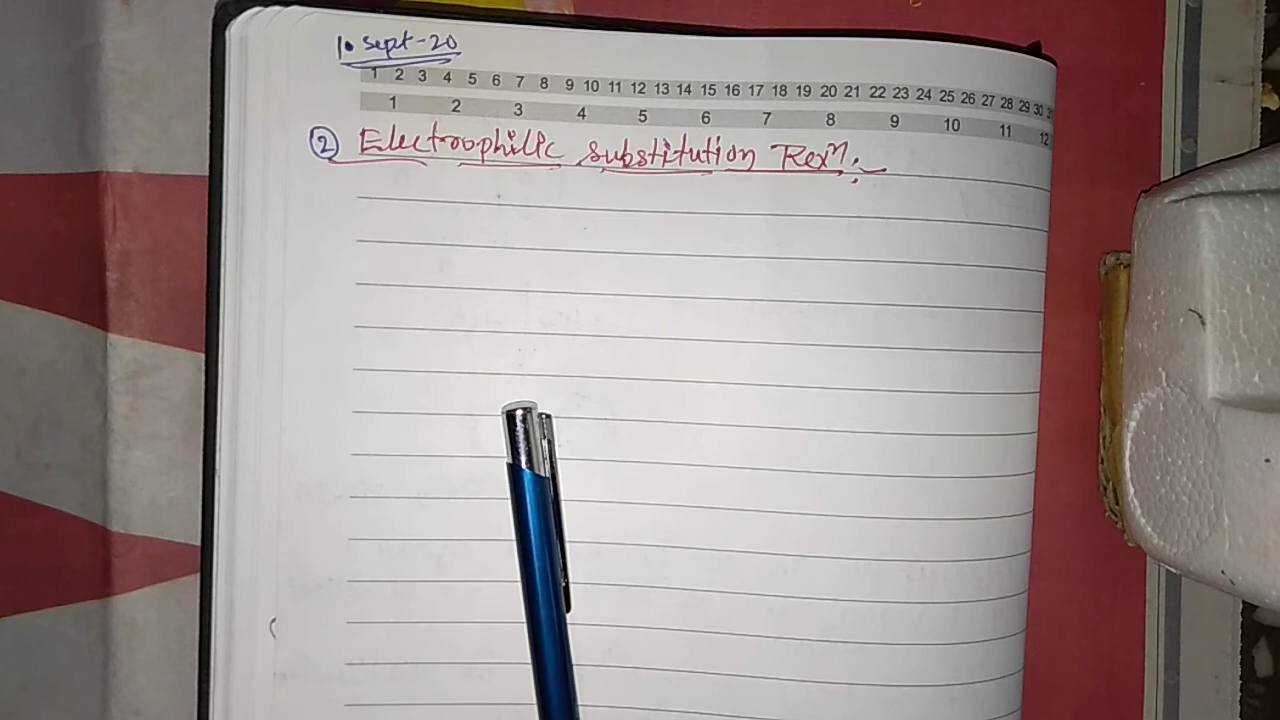 10 Sept-20
1 2 3 4 5 6 7 8 9 10 11 12 13 14 15 16 17 18 19 20 21 22 23 24 25 26 27 28 29 30
1 2 3 4 5 6 7 8 9 10 11 12
② Electrophilic substitution Rexⁿ:-